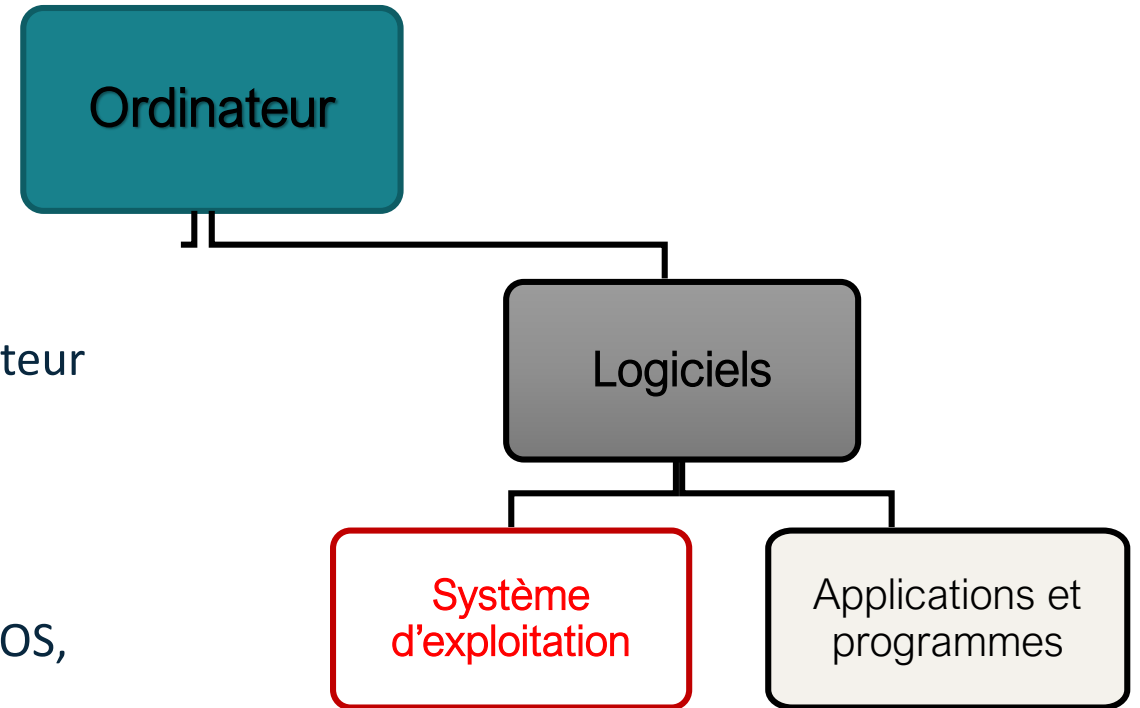 Ordinateur
teur
Logiciels
Système
d'exploitation
Applications et
programmes
OS,